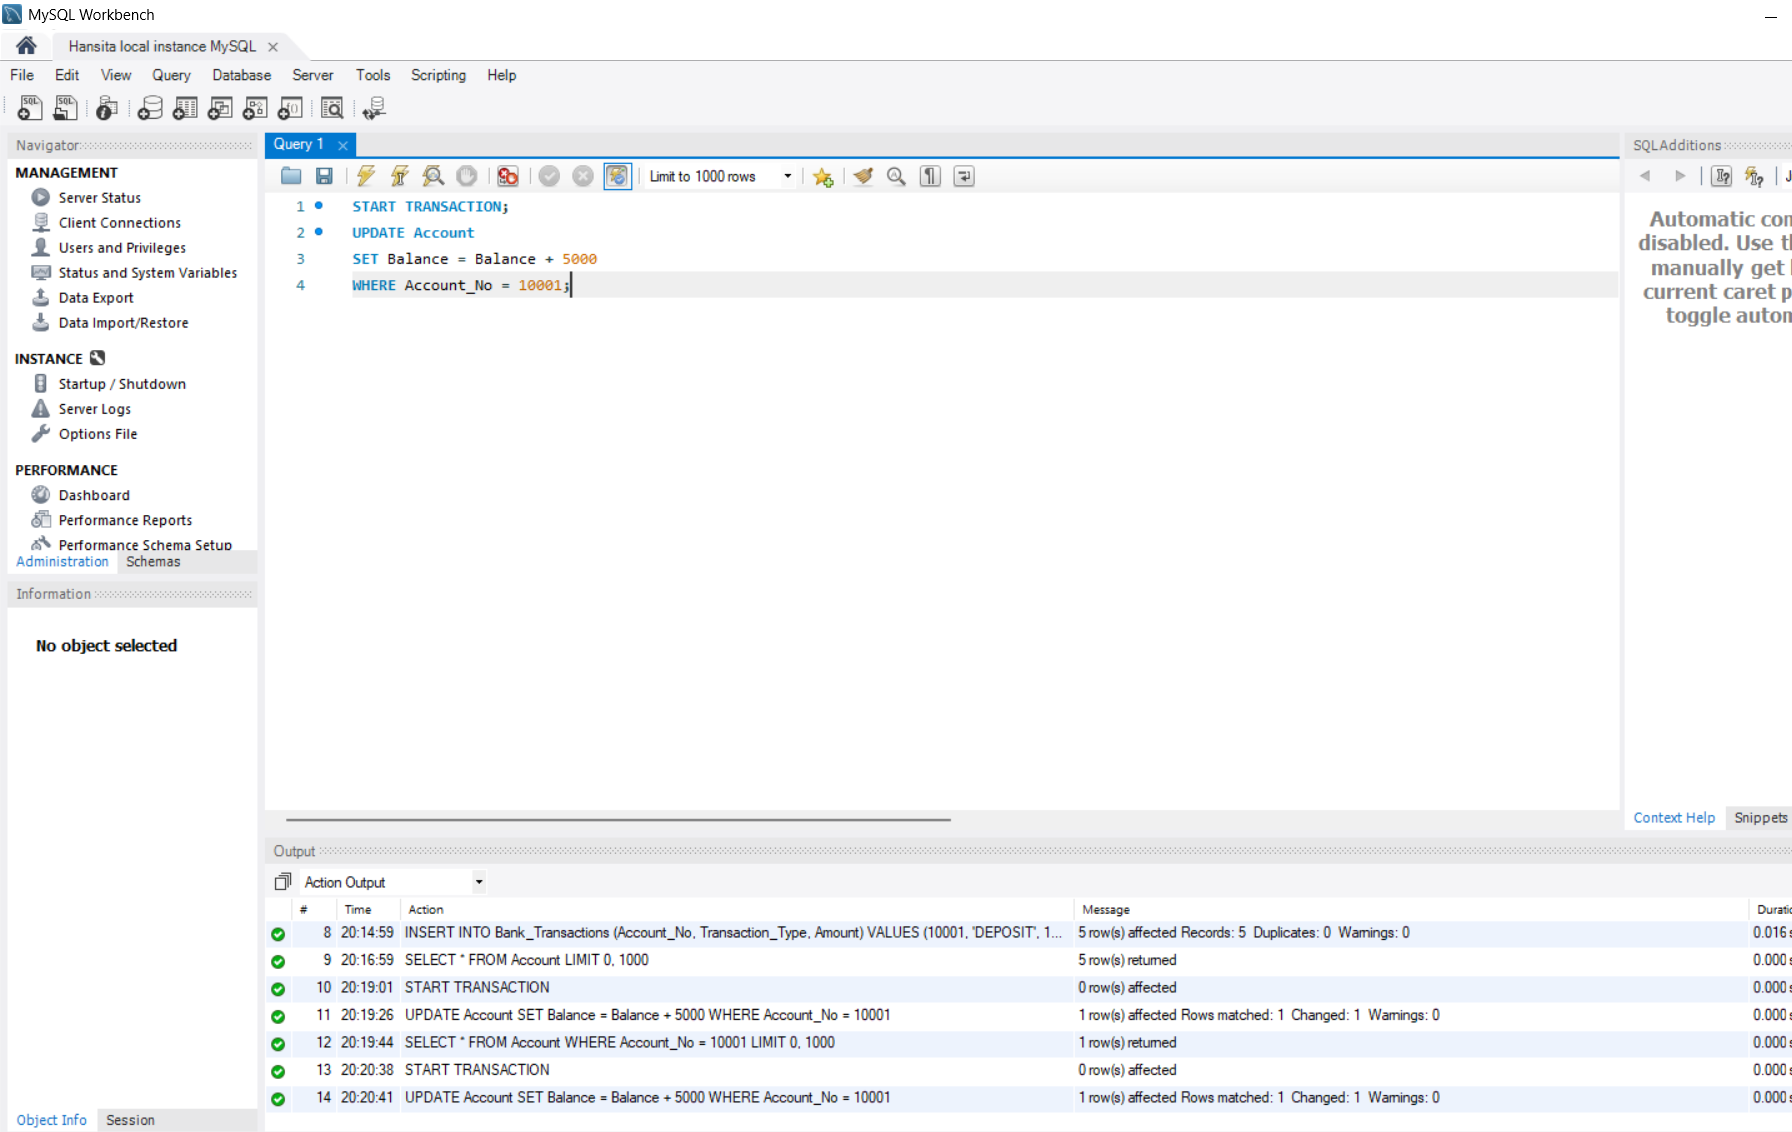 MySQL Workbench
Hansita local instance MySQL
File Edit View Query Database Server Tools Scripting Help
Navigator
MANAGEMENT
Server Status
Client Connections
Users and Privileges
Status and System Variables
Data Export
Data Import/Restore
INSTANCE
Startup / Shutdown
Server Logs
Options File
PERFORMANCE
Dashboard
Performance Reports
Performance Schema Setup
Administration Schemas
Information
No object selected
Object Info Session
Query 1
Limit to 1000 rows
1 START TRANSACTION;
2 UPDATE Account
3 SET Balance = Balance + 5000
4 WHERE Account_No = 10001;
SQLAdditions
Automatic con
disabled. Use t
manually get
current caret p
toggle auton
Context Help Snippets
Output
Action Output
# Time Action Message Duratio
8 20:14:59 INSERT INTO Bank_Transactions (Account_No, Transaction_Type, Amount) VALUES (10001, 'DEPOSIT', 1... 5 row(s) affected Records: 5 Duplicates: 0 Warnings: 0 0.016 s
9 20:16:59 SELECT * FROM Account LIMIT 0, 1000 5 row(s) returned 0.000 s
10 20:19:01 START TRANSACTION 0 row(s) affected 0.000 s
11 20:19:26 UPDATE Account SET Balance = Balance + 5000 WHERE Account_No = 10001 1 row(s) affected Rows matched: 1 Changed: 1 Warnings: 0 0.000 s
12 20:19:44 SELECT * FROM Account WHERE Account_No = 10001 LIMIT 0, 1000 1 row(s) returned 0.000 s
13 20:20:38 START TRANSACTION 0 row(s) affected 0.000 s
14 20:20:41 UPDATE Account SET Balance = Balance + 5000 WHERE Account_No = 10001 1 row(s) affected Rows matched: 1 Changed: 1 Warnings: 0 0.000 s